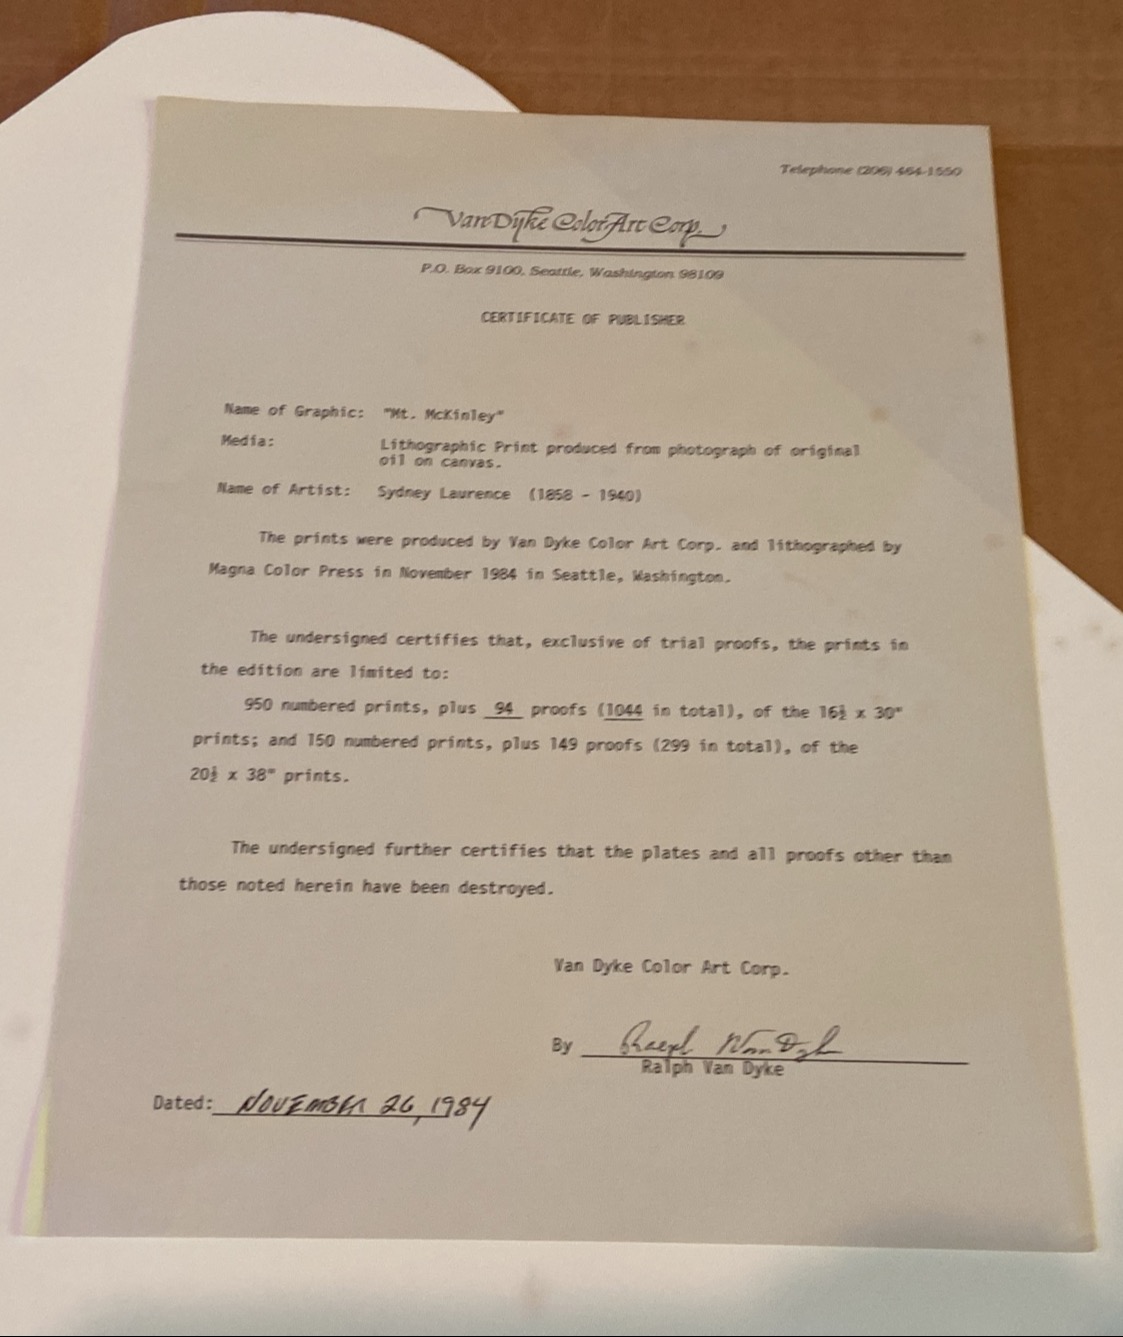 Telephone (206) 464-1550
Van Dyke Color Art Corp.
P.O. Box 9100, Seattle, Washington 98109
CERTIFICATE OF PUBLISHER
Name of Graphic: "Mt. McKinley"
Media: Lithographic Print produced from photograph of original
oil on canvas.
Name of Artist: Sydney Laurence (1858 - 1940)
The prints were produced by Van Dyke Color Art Corp. and lithographed by
Magna Color Press in November 1984 in Seattle, Washington.
The undersigned certifies that, exclusive of trial proofs, the prints in
the edition are limited to:
950 numbered prints, plus 94 proofs (1044 in total), of the 16½ x 30"
prints; and 150 numbered prints, plus 149 proofs (299 in total), of the
20½ x 38" prints.
The undersigned further certifies that the plates and all proofs other than
those noted herein have been destroyed.
Van Dyke Color Art Corp.
By Ralph Van Dyke
Ralph Van Dyke
Dated: NOVEMBER 26, 1984